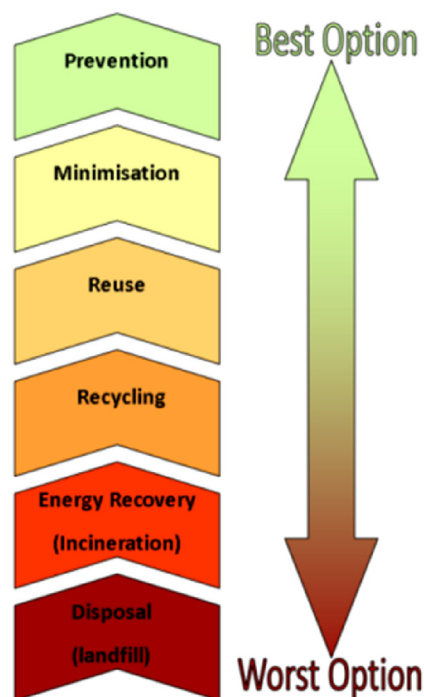 Best Option
Prevention
Minimisation
Reuse
Recycling
Energy Recovery
(Incineration)
Disposal
(landfill)
Worst Option